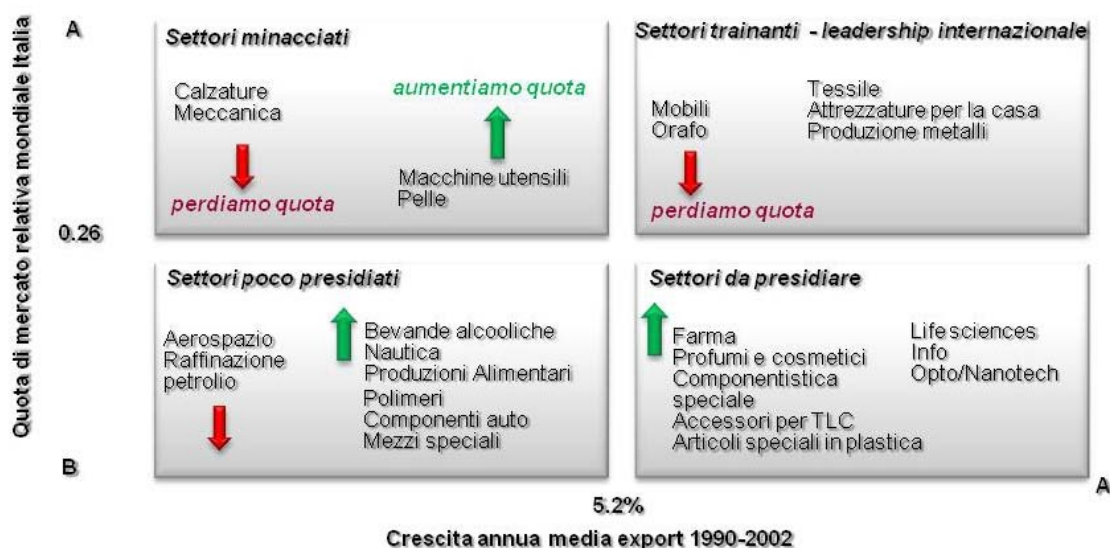 Quota di mercato relativa mondiale Italia
A
0.26
B
Settori minacciati
Calzature
Meccanica
perdiamo quota
aumentiamo quota
Macchine utensili
Pelle
Settori trainanti - leadership internazionale
Mobili
Orafo
perdiamo quota
Tessile
Attrezzature per la casa
Produzione metalli
Settori poco presidiati
Aerospazio
Raffinazione
petrolio
Bevande alcooliche
Nautica
Produzioni Alimentari
Polimeri
Componenti auto
Mezzi speciali
Settori da presidiare
Farma
Profumi e cosmetici
Componentistica
speciale
Accessori per TLC
Articoli speciali in plastica
Life sciences
Info
Opto/Nanotech
5.2%
A
Crescita annua media export 1990-2002